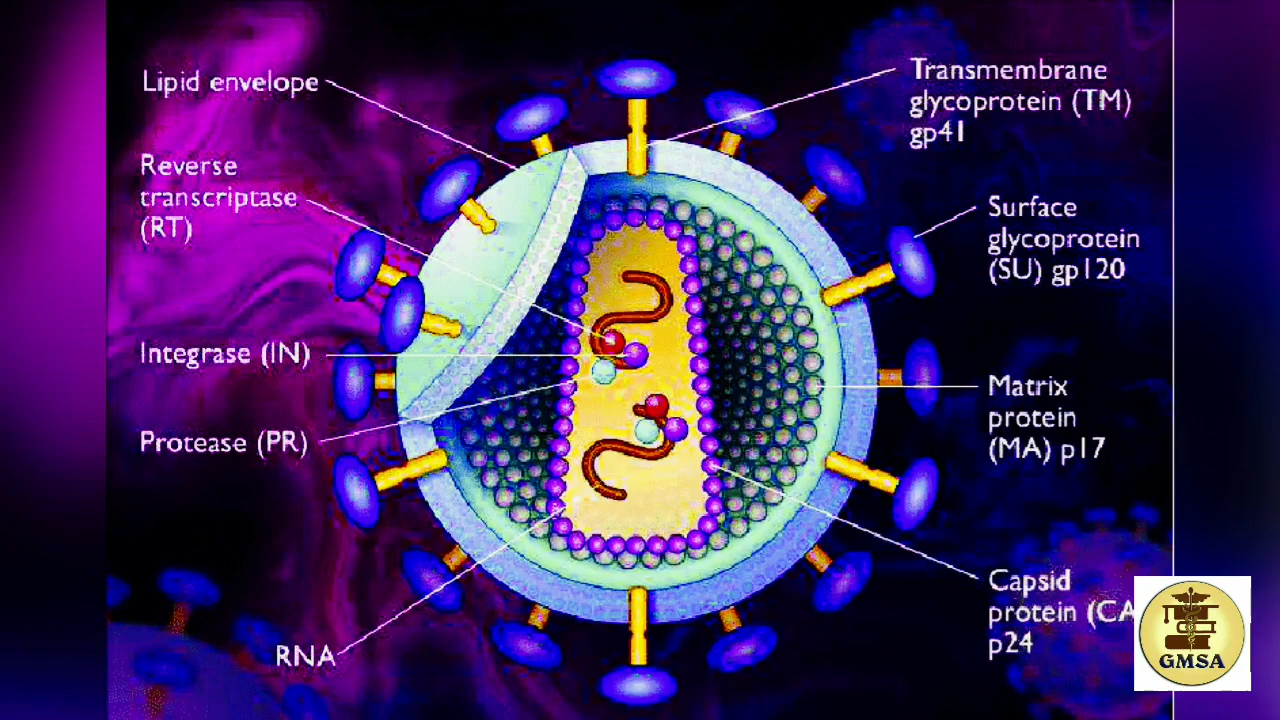 Lipid envelope
Reverse
transcriptase
(RT)
Integrase (IN)
Protease (PR)
RNA
Transmembrane
glycoprotein (TM)
gp41
Surface
glycoprotein
(SU) gp120
Matrix
protein
(MA) p17
Capsid
protein (CA
p24
GMSA